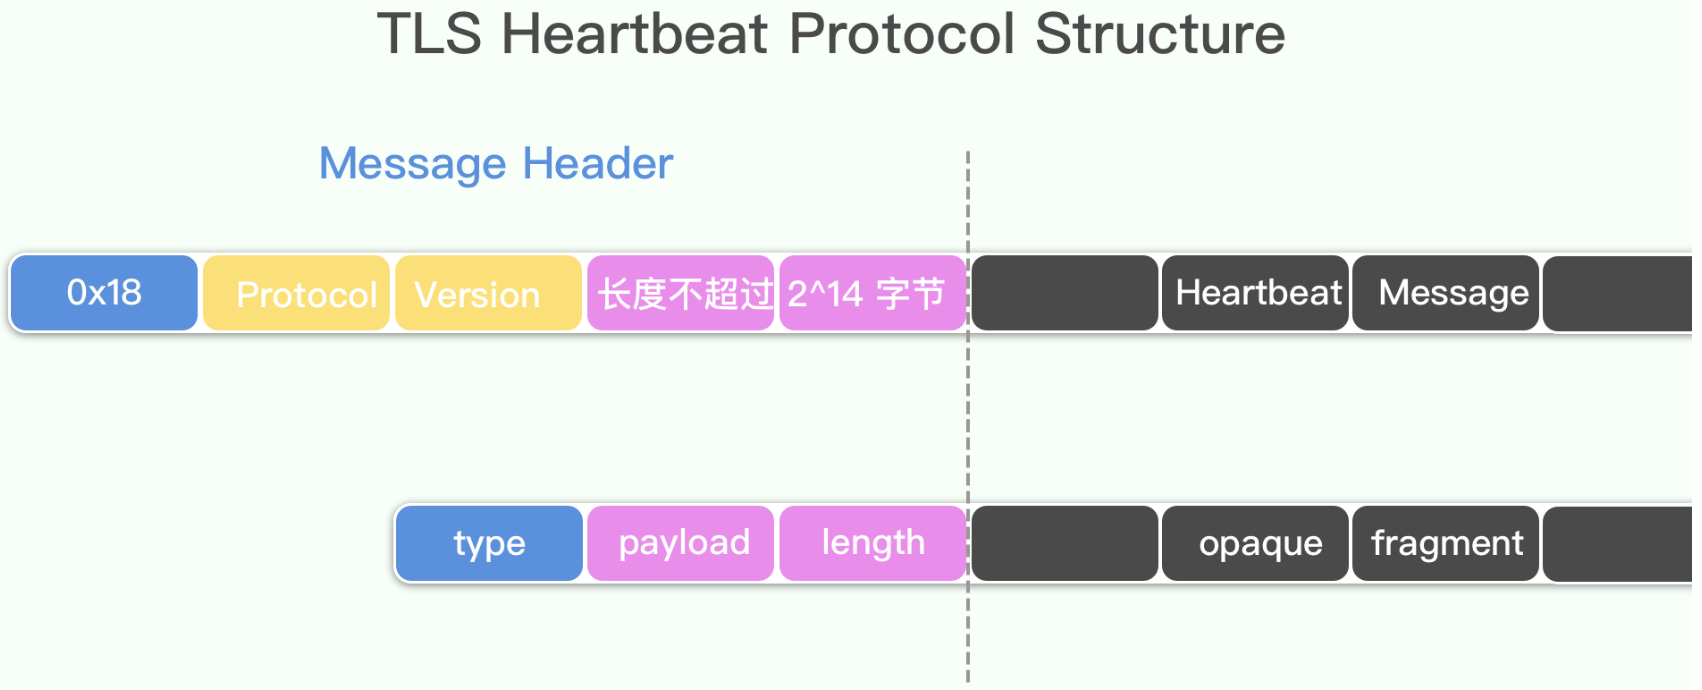 TLS Heartbeat Protocol Structure
Message Header
0x18 Protocol Version 长度不超过 2^14 字节 Heartbeat Message
type payload length opaque fragment